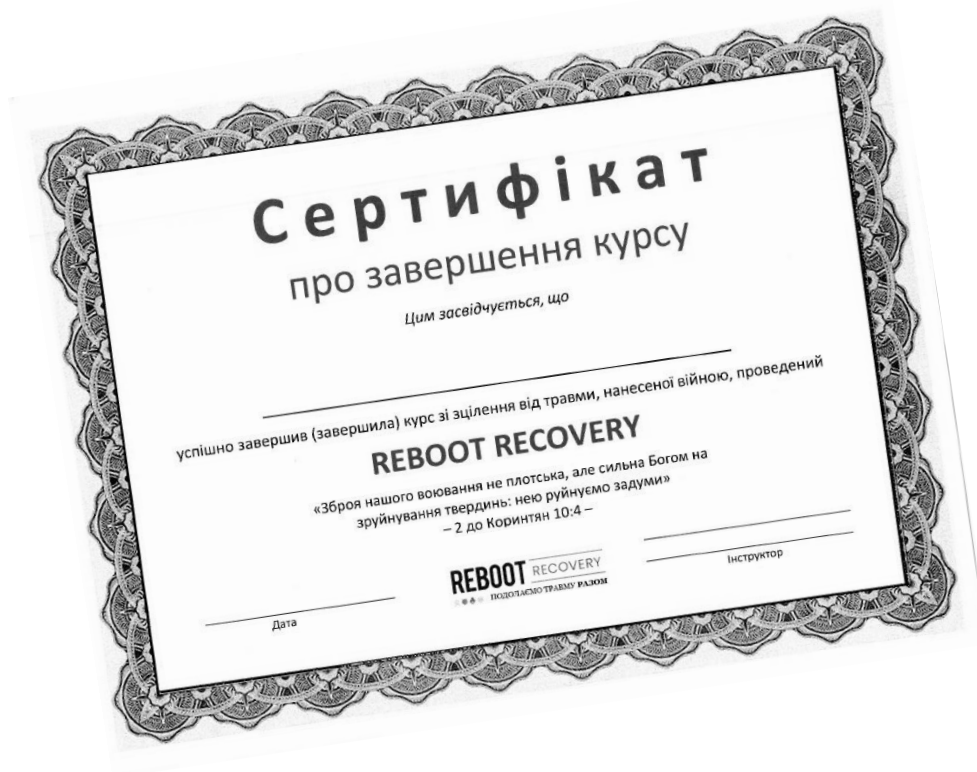 Сертифікат
про завершення курсу
Цим засвідчується, що
успішно завершив (завершила) курс зі зцілення від травми, нанесеної війною, проведений
REBOOT RECOVERY
«Зброя нашого воювання не плотська, але сильна Богом на
зруйнування твердинь: нею руйнуємо задуми»
– 2 до Коринтян 10:4 –
REBOOT RECOVERY
ПОДОЛАЄМО ТРАВМУ РАЗОМ
Дата
Інструктор